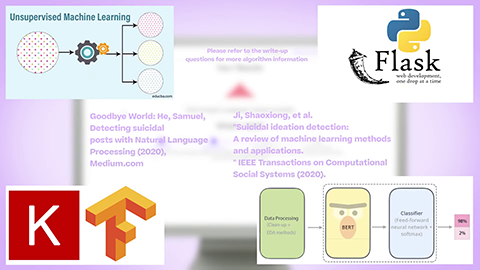 Unsupervised Machine Learning
educba.com
Please refer to the write-up
questions for more algorithm information
Flask
web development,
one drop at a time
Goodbye World: He, Samuel,
Detecting suicidal
posts with Natural Language
Processing (2020),
Medium.com
Ji, Shaoxiong, et al.
"Suicidal ideation detection:
A review of machine learning methods
and applications.
" IEEE Transactions on Computational
Social Systems (2020).
K
Data Processing
(Clean-up +
EDA methods)
BERT
Classifier
(Feed-forward
neural network +
softmax)
98%
2%